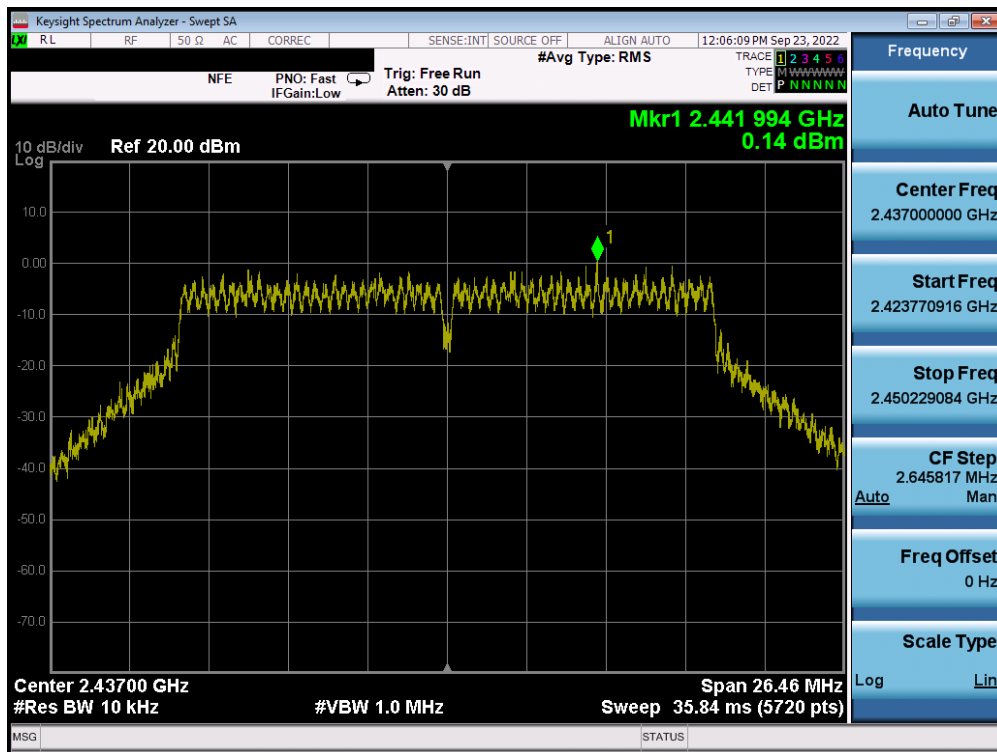 Keysight Spectrum Analyzer - Swept SA
LXI RL RF 50 Ω AC CORREC SENSE:INT SOURCE OFF ALIGN AUTO 12:06:09 PM Sep 23, 2022
#Avg Type: RMS
TRACE 1 2 3 4 5 6
TYPE M WWWWW
DET P N N N N N
NFE PNO: Fast Trig: Free Run
IFGain:Low Atten: 30 dB
Mkr1 2.441 994 GHz
0.14 dBm
10 dB/div Ref 20.00 dBm
Log
10.0
0.00
-10.0
-20.0
-30.0
-40.0
-50.0
-60.0
-70.0
1
Center 2.43700 GHz Span 26.46 MHz
#Res BW 10 kHz #VBW 1.0 MHz Sweep 35.84 ms (5720 pts)
MSG STATUS
Frequency
Auto Tune
Center Freq
2.437000000 GHz
Start Freq
2.423770916 GHz
Stop Freq
2.450229084 GHz
CF Step
2.645817 MHz
Auto Man
Freq Offset
0 Hz
Scale Type
Log Lin